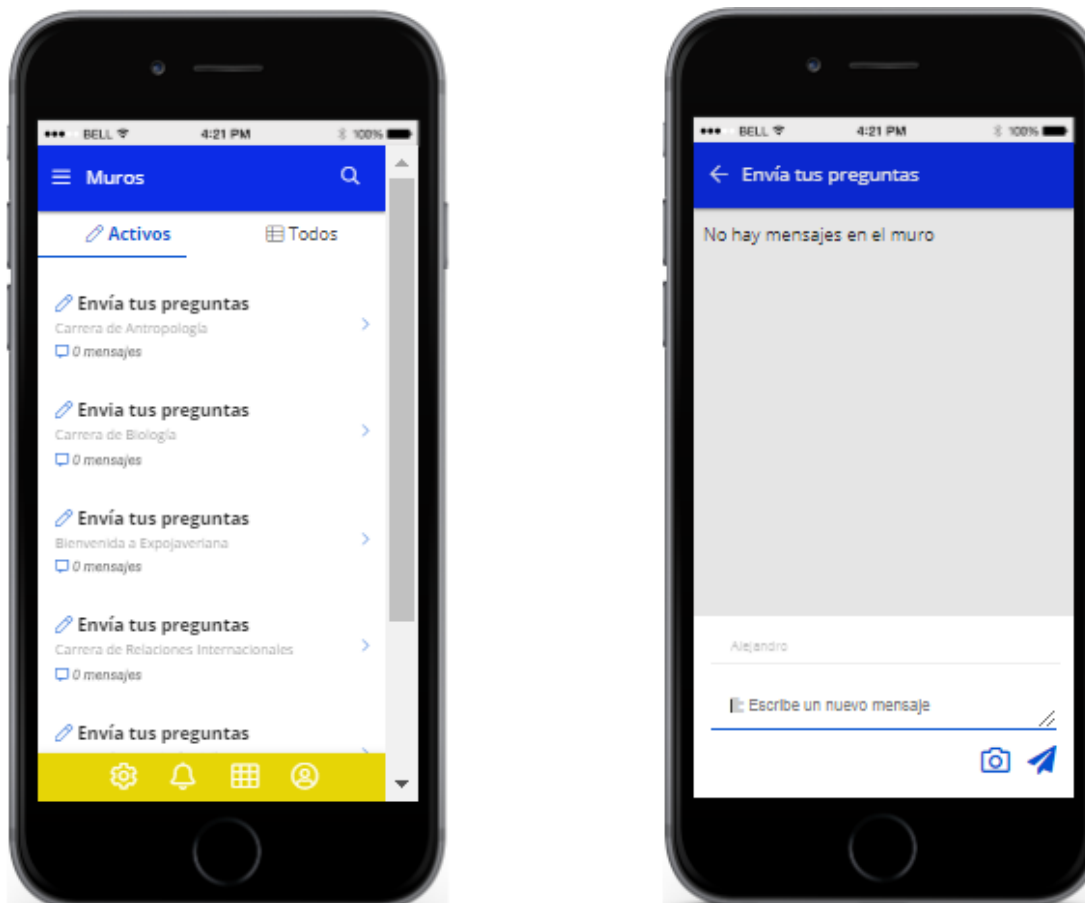 BELL 4:21 PM 100%
Muros
Activos Todos
Envía tus preguntas
Carrera de Antropología
0 mensajes
Envia tus preguntas
Carrera de Biología
0 mensajes
Envía tus preguntas
Bienvenida a Expojaveriana
0 mensajes
Envía tus preguntas
Carrera de Relaciones Internacionales
0 mensajes
Envía tus preguntas
BELL 4:21 PM 100%
Envía tus preguntas
No hay mensajes en el muro
Alejandro
Escribe un nuevo mensaje